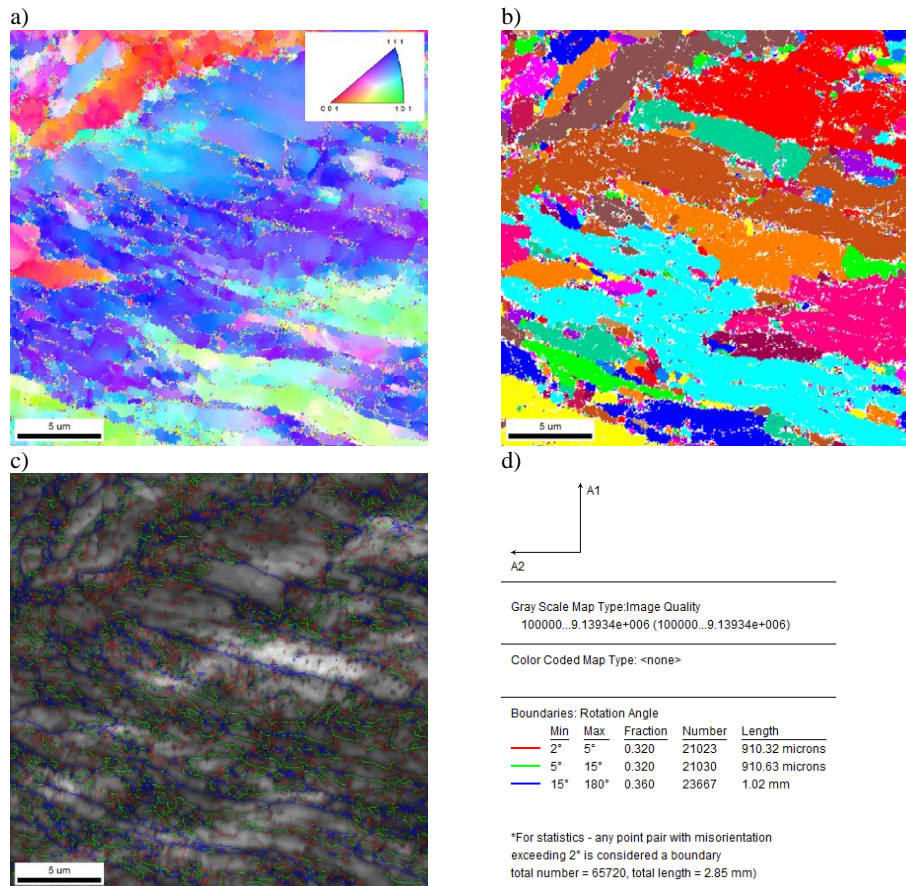 a)
b)
1 1 1
0 0 1
1 0 1
5 um
5 um
c)
d)
A1
A2
Gray Scale Map Type:Image Quality
100000...9.13934e+006 (100000...9.13934e+006)
Color Coded Map Type: <none>
Boundaries: Rotation Angle
Min Max Fraction Number Length
2° 5° 0.320 21023 910.32 microns
5° 15° 0.320 21030 910.63 microns
15° 180° 0.360 23667 1.02 mm
*For statistics - any point pair with misorientation
exceeding 2° is considered a boundary
total number = 65720, total length = 2.85 mm)
5 um